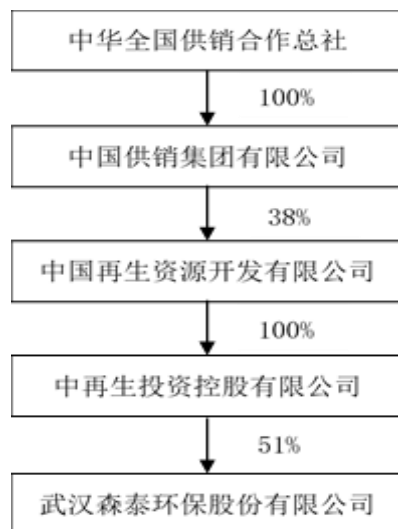 中华全国供销合作总社
100%
中国供销集团有限公司
38%
中国再生资源开发有限公司
100%
中再生投资控股有限公司
51%
武汉森泰环保股份有限公司